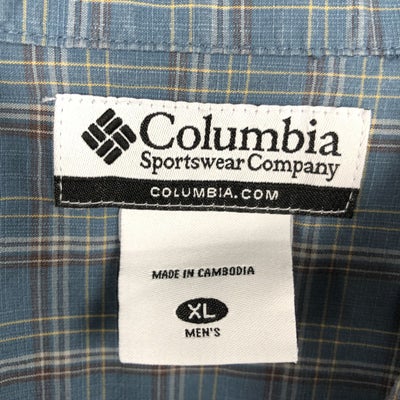 Columbia
Sportswear Company
COLUMBIA.COM
MADE IN CAMBODIA
XL
MEN'S